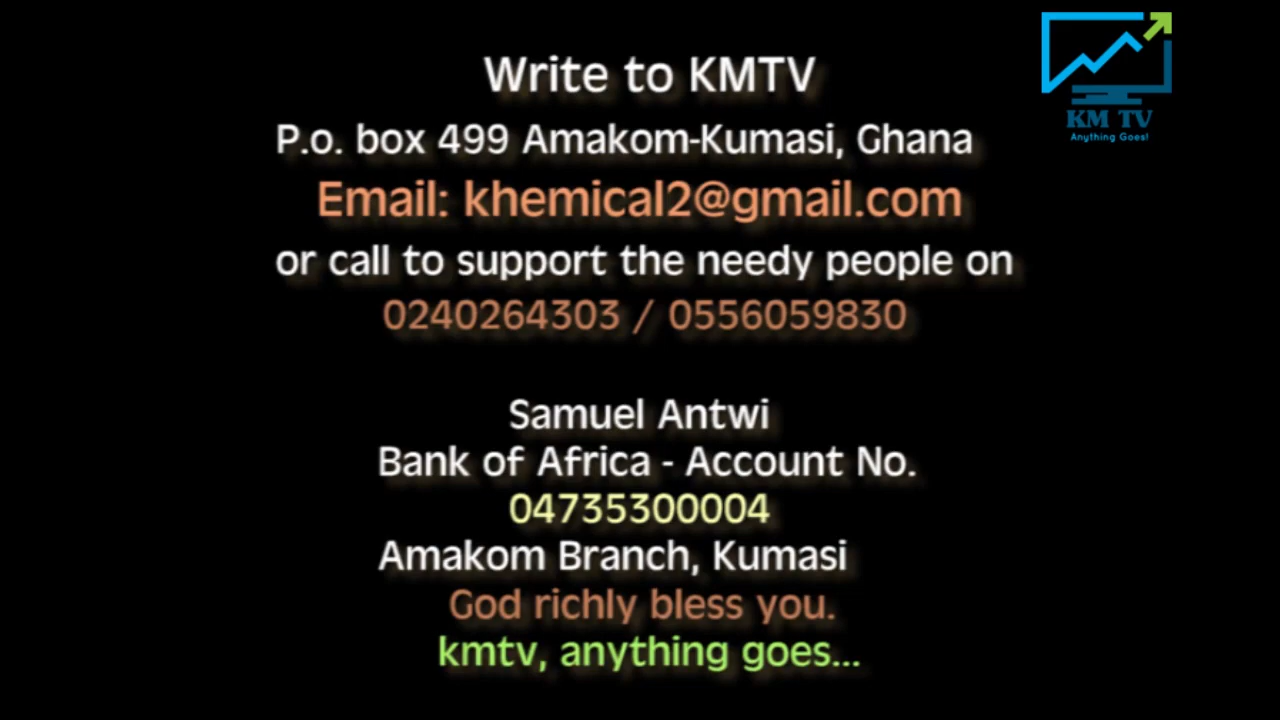 Write to KMTV
P.o. box 499 Amakom-Kumasi, Ghana
Email: khemical2@gmail.com
or call to support the needy people on
0240264303 / 0556059830
Samuel Antwi
Bank of Africa - Account No.
04735300004
Amakom Branch, Kumasi
God richly bless you.
kmtv, anything goes...
KM TV
Anything Goes!